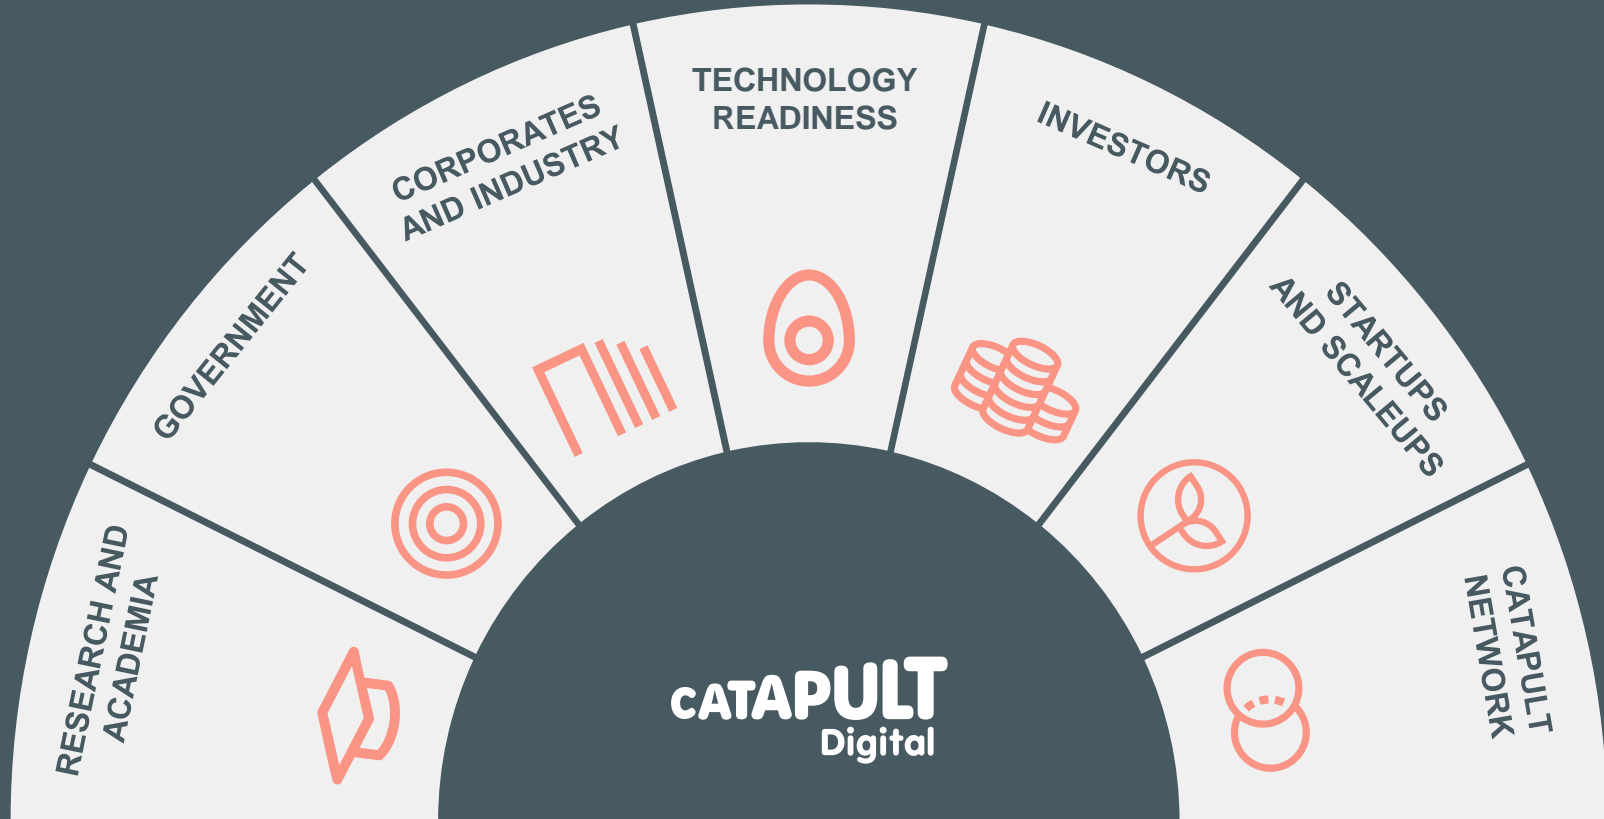 RESEARCH AND
ACADEMIA
GOVERNMENT
CORPORATES
AND INDUSTRY
TECHNOLOGY
READINESS
INVESTORS
STARTUPS
AND SCALEUPS
CATAPULT
NETWORK
CATAPULT
Digital